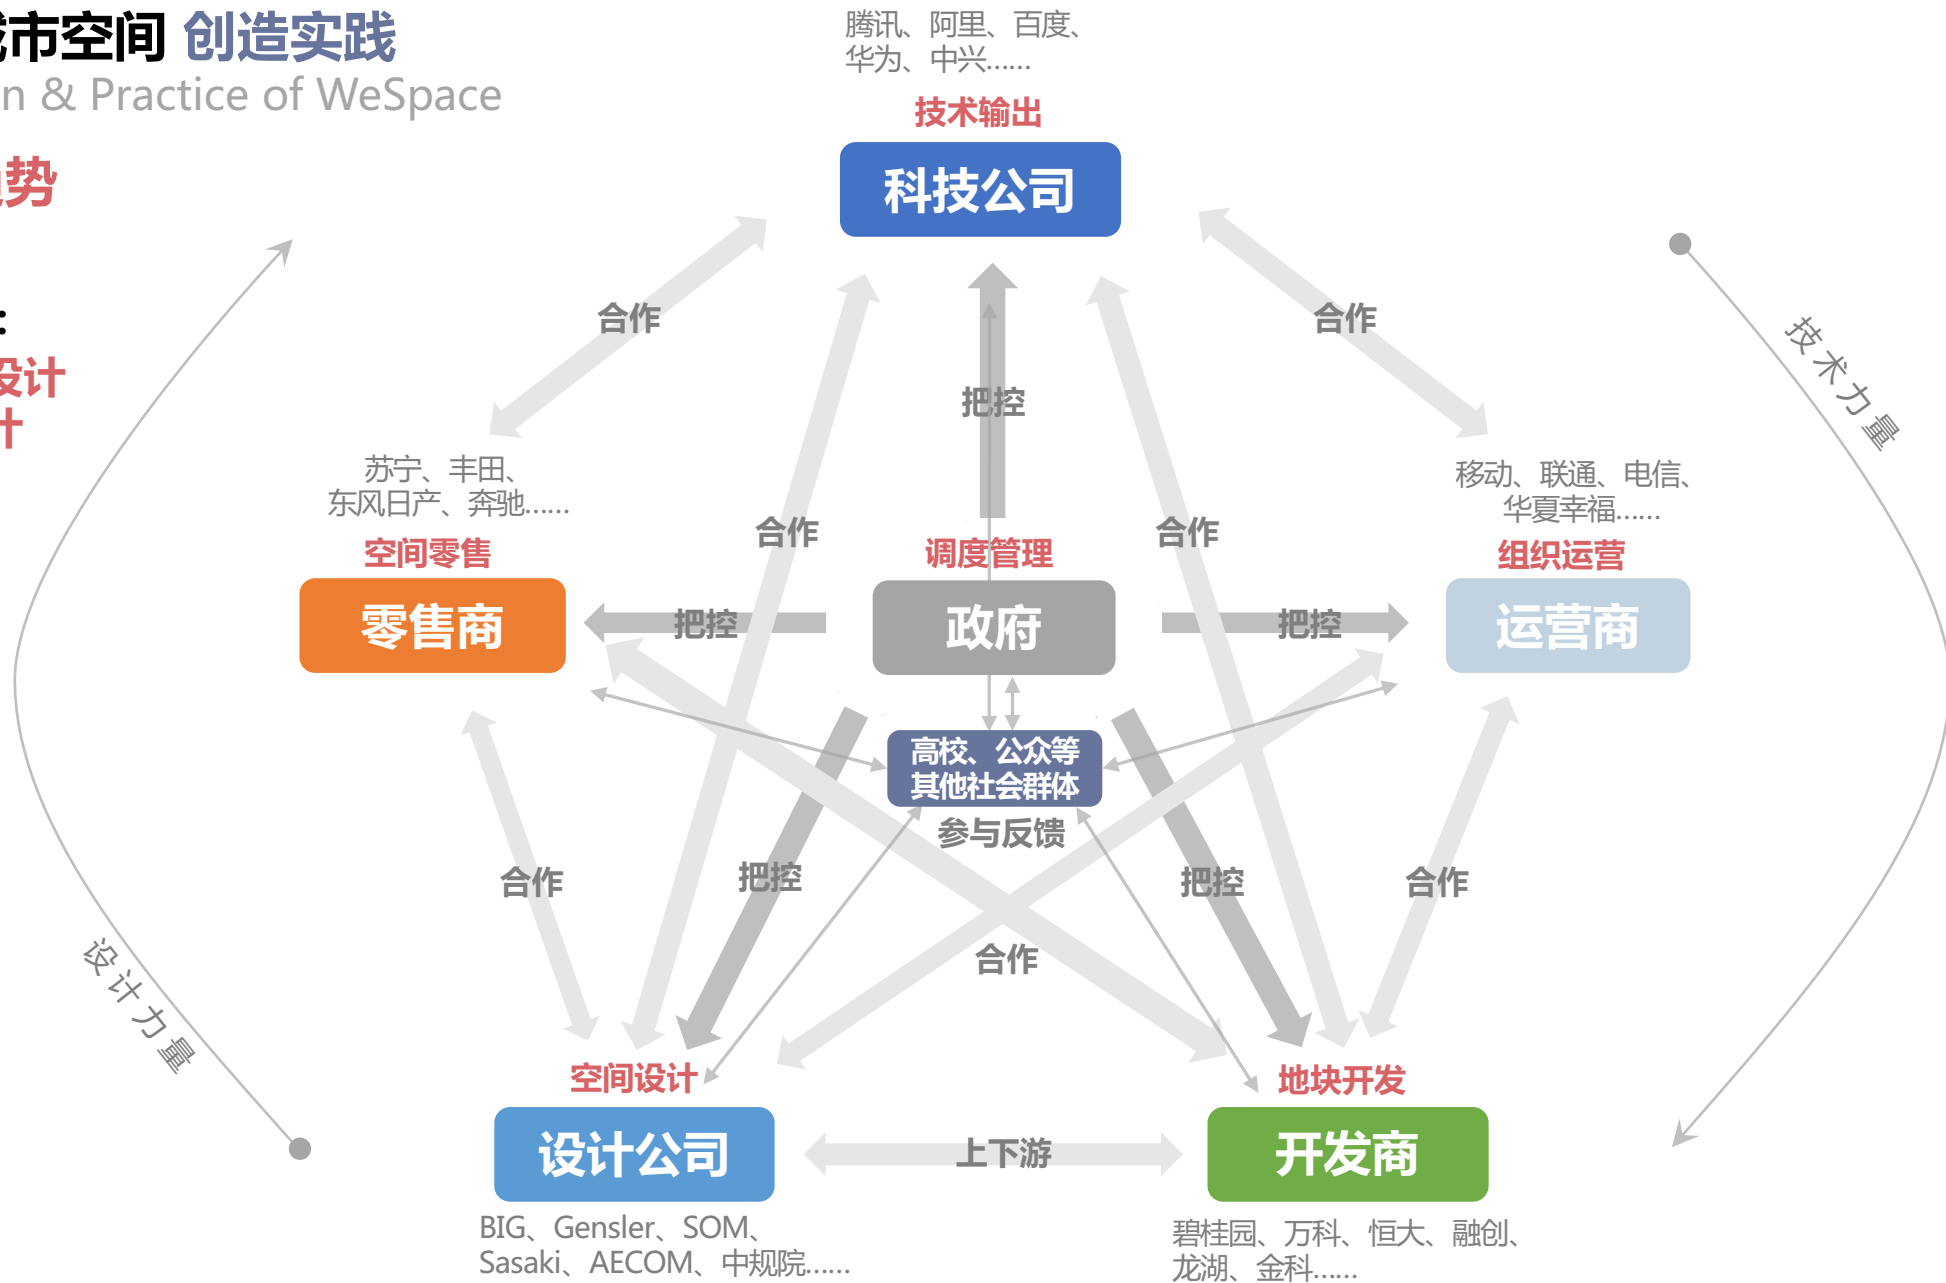 市空间 创造实践
n & Practice of WeSpace
势
:
设计
计
腾讯、阿里、百度、
华为、中兴......
技术输出
科技公司
合作
合作
把控
技术力量
苏宁、丰田、
东风日产、奔驰......
空间零售
零售商
合作
调度管理
政府
合作
移动、联通、电信、
华夏幸福......
组织运营
运营商
把控
把控
高校、公众等
其他社会群体
参与反馈
合作
把控
把控
合作
合作
设计力量
空间设计
设计公司
上下游
地块开发
开发商
BIG、Gensler、SOM、
Sasaki、AECOM、中规院......
碧桂园、万科、恒大、融创、
龙湖、金科......